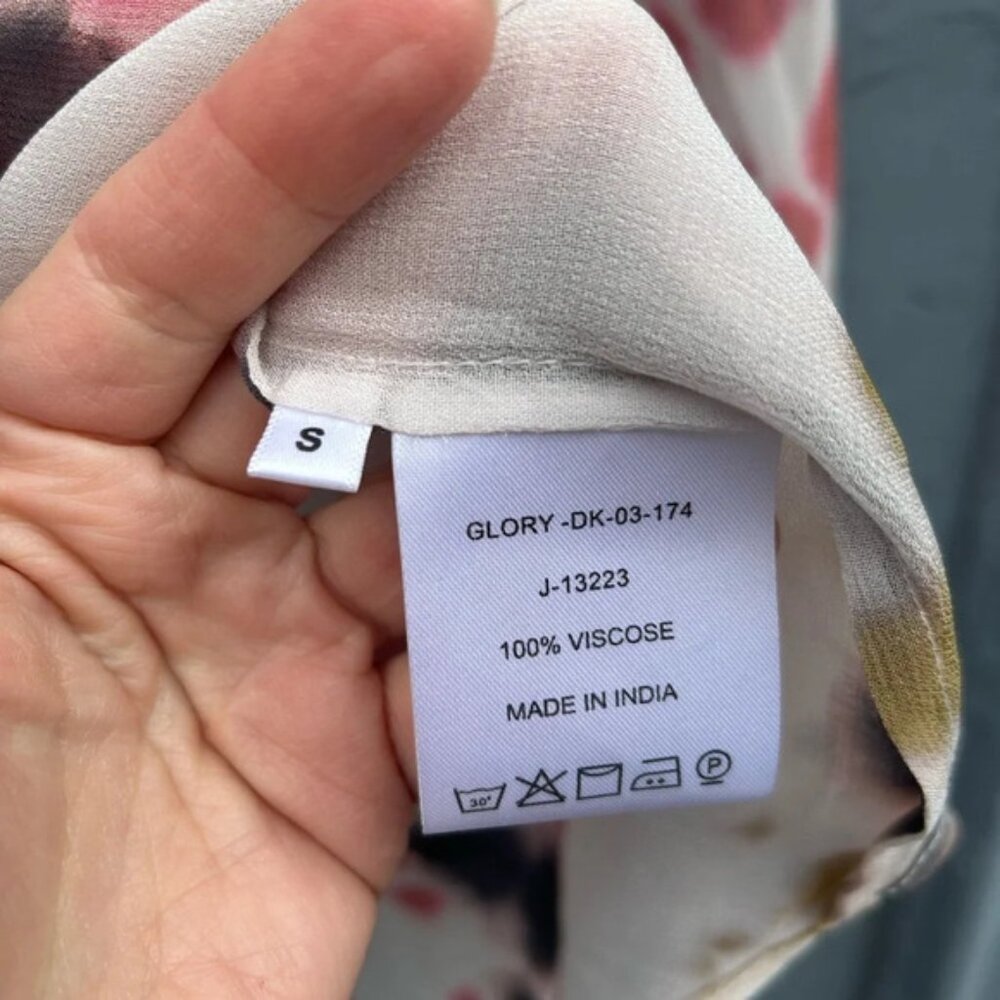 S
GLORY -DK-03-174
J-13223
100% VISCOSE
MADE IN INDIA
30° P